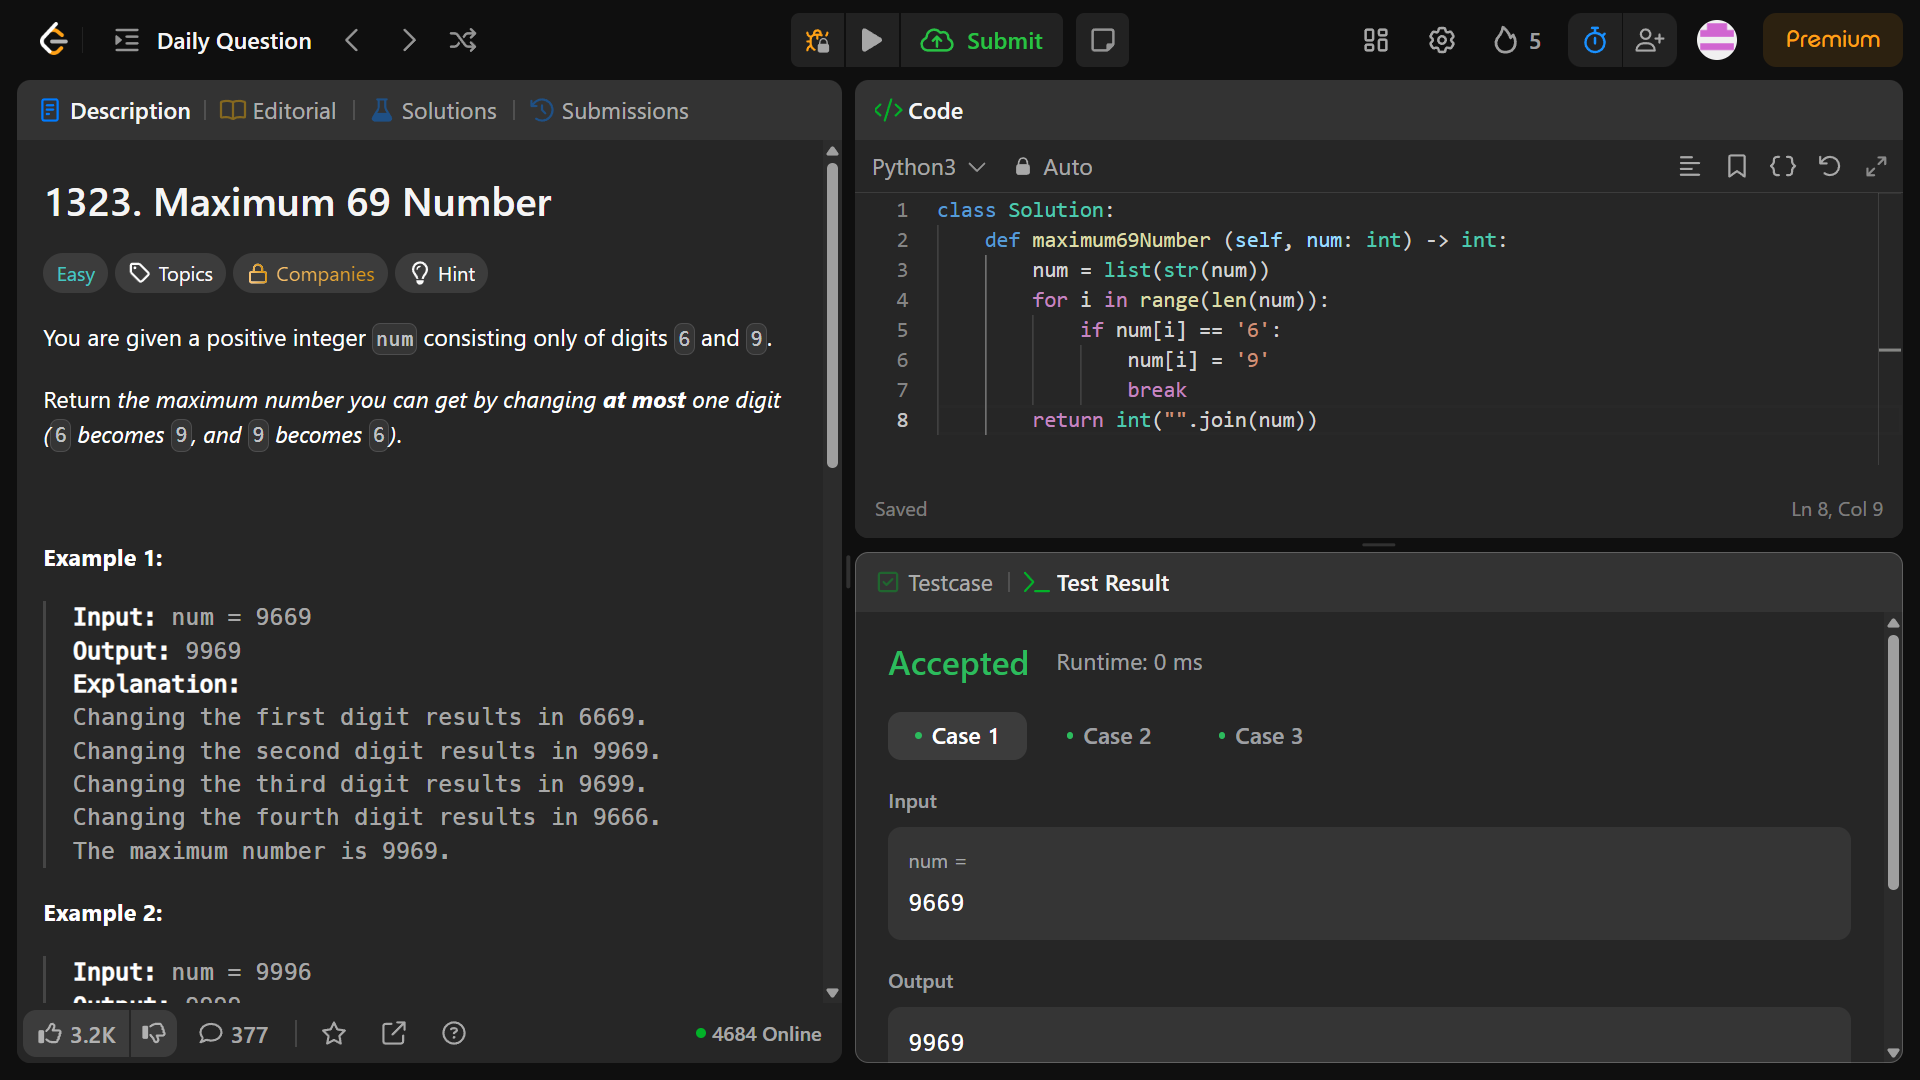 Daily Question
Submit
5
Premium
Description
Editorial
Solutions
Submissions
1323. Maximum 69 Number
Easy
Topics
Companies
Hint
You are given a positive integer num consisting only of digits 6 and 9.
Return the maximum number you can get by changing at most one digit
(6 becomes 9, and 9 becomes 6).
Example 1:
Input: num = 9669
Output: 9969
Explanation:
Changing the first digit results in 6669.
Changing the second digit results in 9969.
Changing the third digit results in 9699.
Changing the fourth digit results in 9666.
The maximum number is 9969.
Example 2:
Input: num = 9996
Output: 9999
3.2K
377
4684 Online
</> Code
Python3
Auto
1 class Solution:
2     def maximum69Number (self, num: int) -> int:
3         num = list(str(num))
4         for i in range(len(num)):
5             if num[i] == '6':
6                 num[i] = '9'
7                 break
8         return int("".join(num))
Saved
Ln 8, Col 9
Testcase
>_ Test Result
Accepted
Runtime: 0 ms
Case 1
Case 2
Case 3
Input
num =
9669
Output
9969